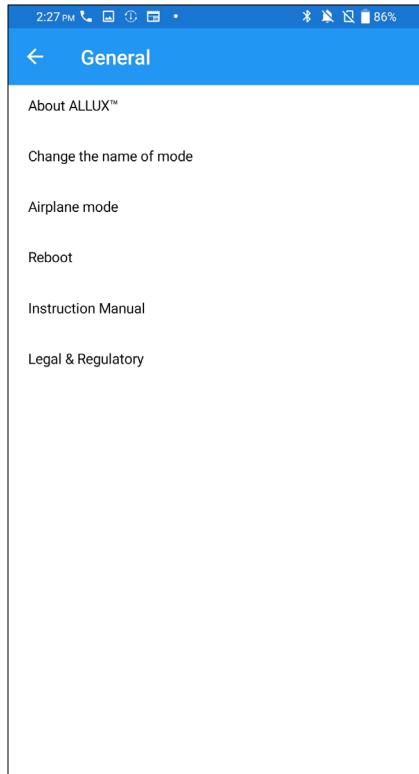 2:27 PM 86%
General
About ALLUX™
Change the name of mode
Airplane mode
Reboot
Instruction Manual
Legal & Regulatory